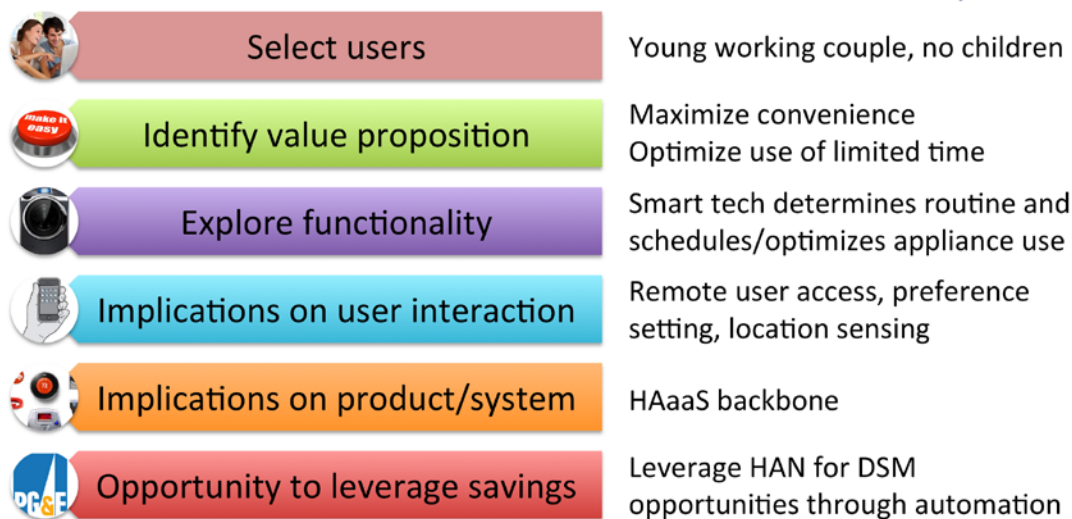 Select users
Young working couple, no children
make it
easy
Identify value proposition
Maximize convenience
Optimize use of limited time
Explore functionality
Smart tech determines routine and
schedules/optimizes appliance use
Implications on user interaction
Remote user access, preference
setting, location sensing
Implications on product/system
HAaaS backbone
PG&E
Opportunity to leverage savings
Leverage HAN for DSM
opportunities through automation